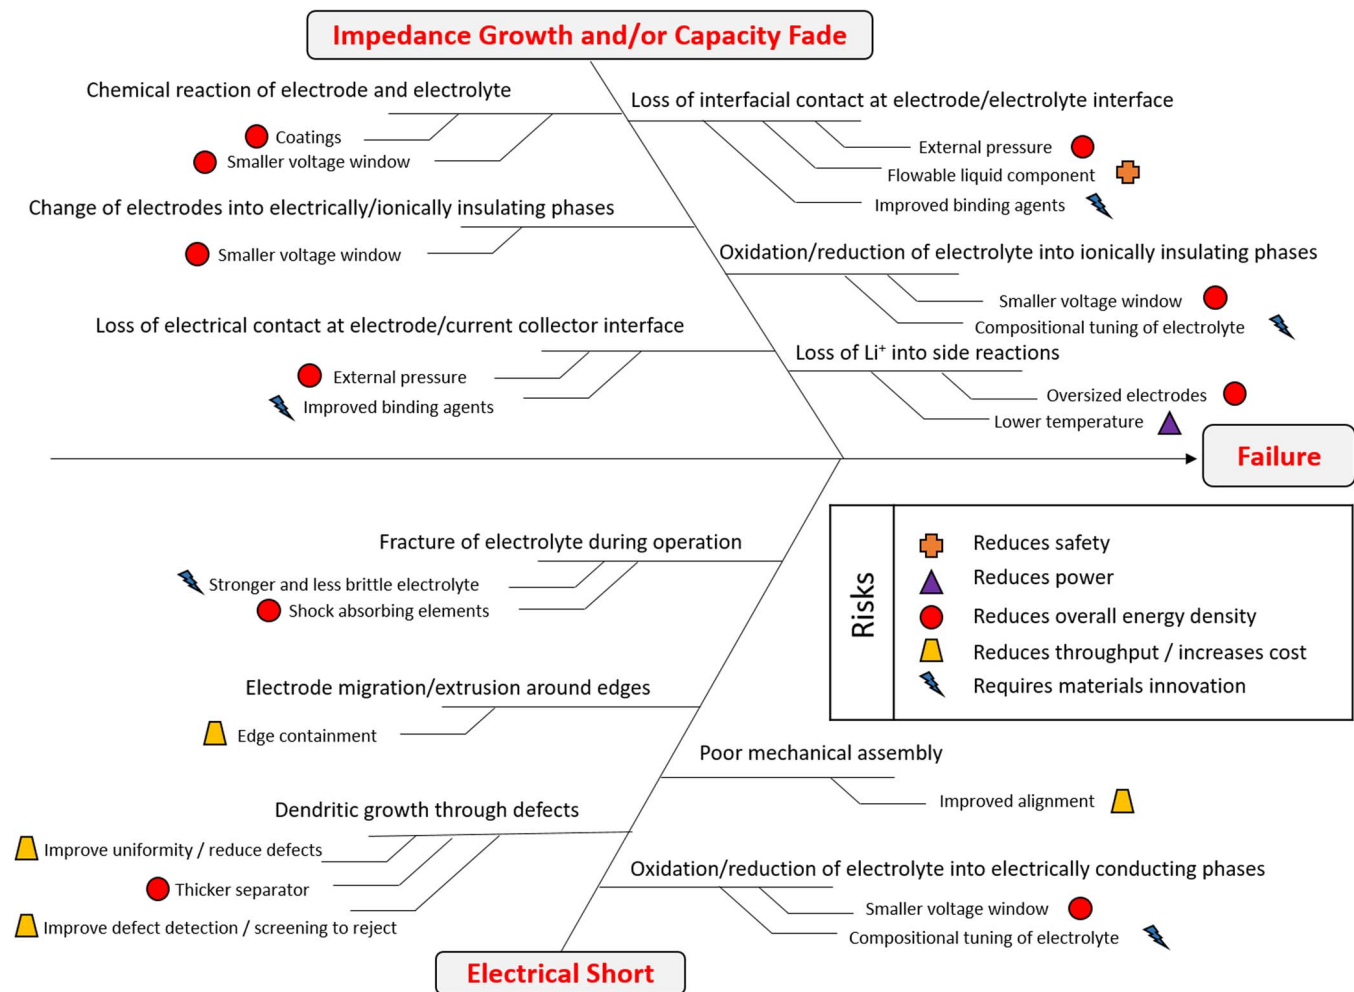 Impedance Growth and/or Capacity Fade
Chemical reaction of electrode and electrolyte
Coatings
Smaller voltage window
Change of electrodes into electrically/ionically insulating phases
Smaller voltage window
Loss of electrical contact at electrode/current collector interface
External pressure
Improved binding agents
Loss of interfacial contact at electrode/electrolyte interface
External pressure
Flowable liquid component
Improved binding agents
Oxidation/reduction of electrolyte into ionically insulating phases
Smaller voltage window
Compositional tuning of electrolyte
Loss of Li⁺ into side reactions
Oversized electrodes
Lower temperature
Failure
Fracture of electrolyte during operation
Stronger and less brittle electrolyte
Shock absorbing elements
Electrode migration/extrusion around edges
Edge containment
Dendritic growth through defects
Improve uniformity / reduce defects
Thicker separator
Improve defect detection / screening to reject
Risks
Reduces safety
Reduces power
Reduces overall energy density
Reduces throughput / increases cost
Requires materials innovation
Poor mechanical assembly
Improved alignment
Oxidation/reduction of electrolyte into electrically conducting phases
Smaller voltage window
Compositional tuning of electrolyte
Electrical Short